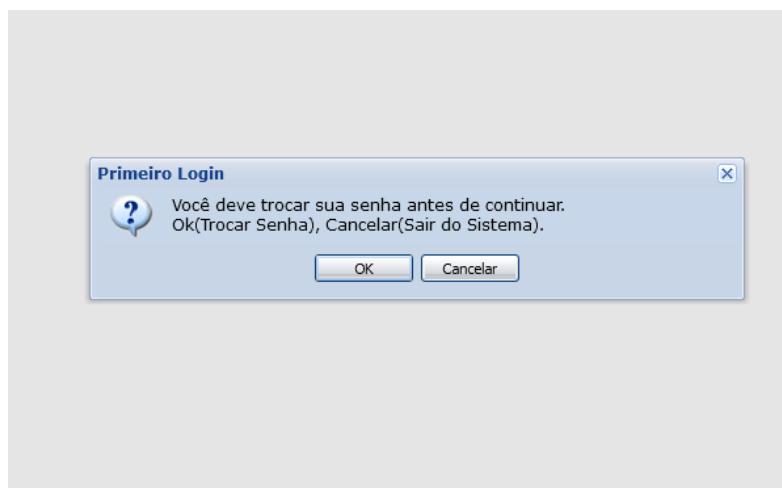 Primeiro Login
Você deve trocar sua senha antes de continuar.
Ok(Trocar Senha), Cancelar(Sair do Sistema).
OK
Cancelar